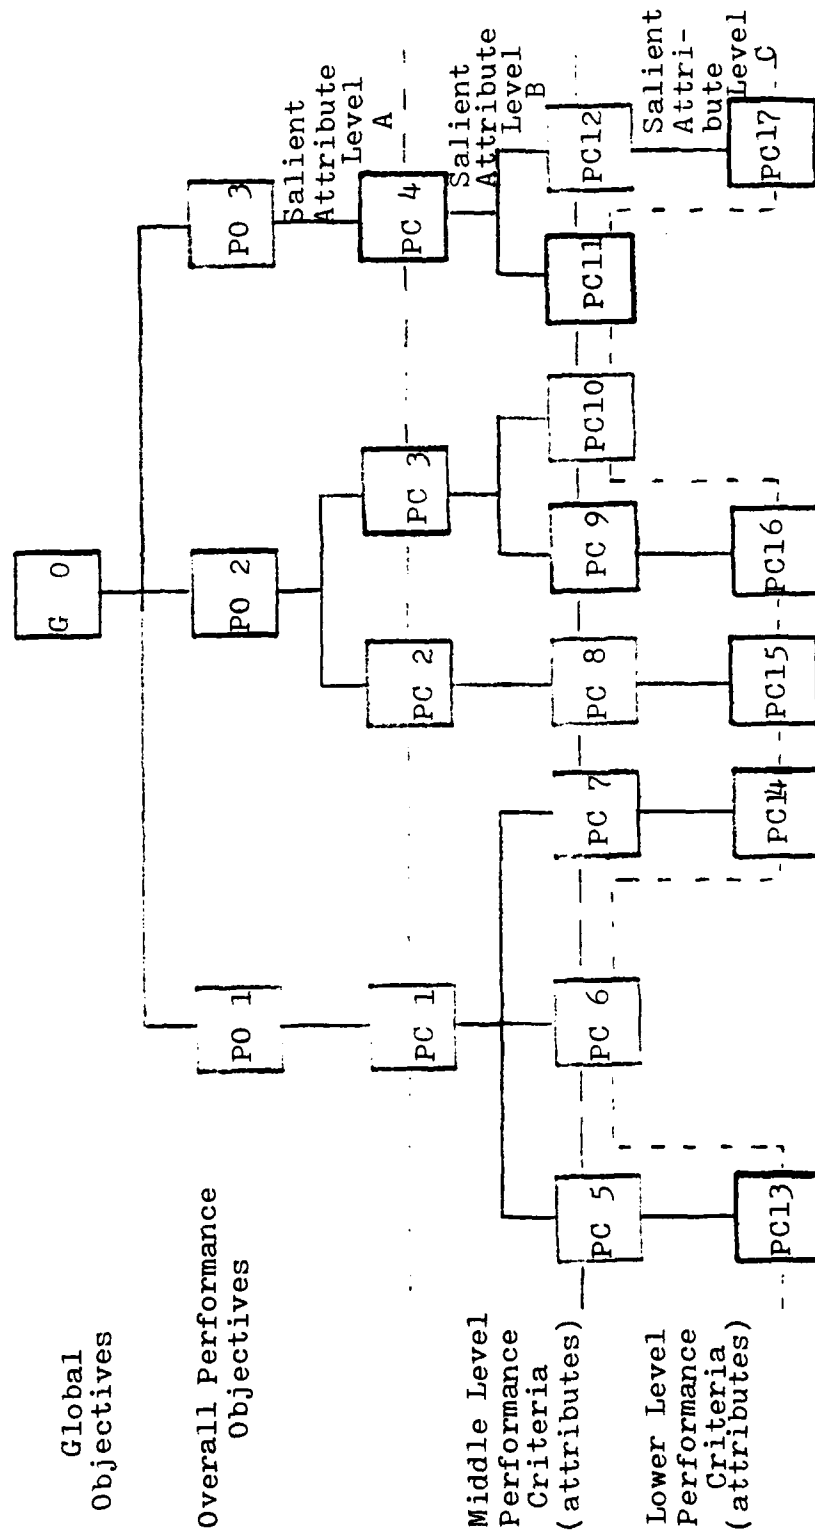 Global
Objectives
G 0
Overall Performance
Objectives
PO 1
PO 2
PO 3
Salient
Attribute
Level
A
PC 1
PC 2
PC 3
PC 4
Salient
Attribute
Level
B
Middle Level
Performance
Criteria
(attributes)
PC 5
PC 6
PC 7
PC 8
PC 9
PC10
PC11
PC12
Salient
Attri-
bute
Level
C
Lower Level
Performance
Criteria
(attributes)
PC13
PC14
PC15
PC16
PC17